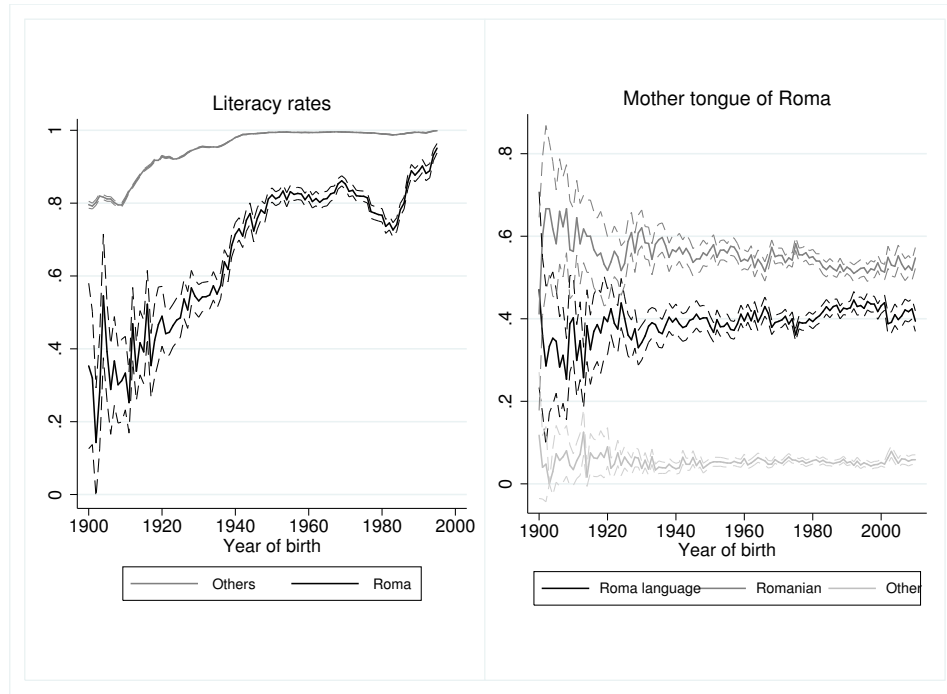 Literacy rates
1
.8
.6
.4
.2
0
1900 1920 1940 1960 1980 2000
Year of birth
Others Roma
Mother tongue of Roma
.8
.6
.4
.2
0
1900 1920 1940 1960 1980 2000
Year of birth
Roma language Romanian Other